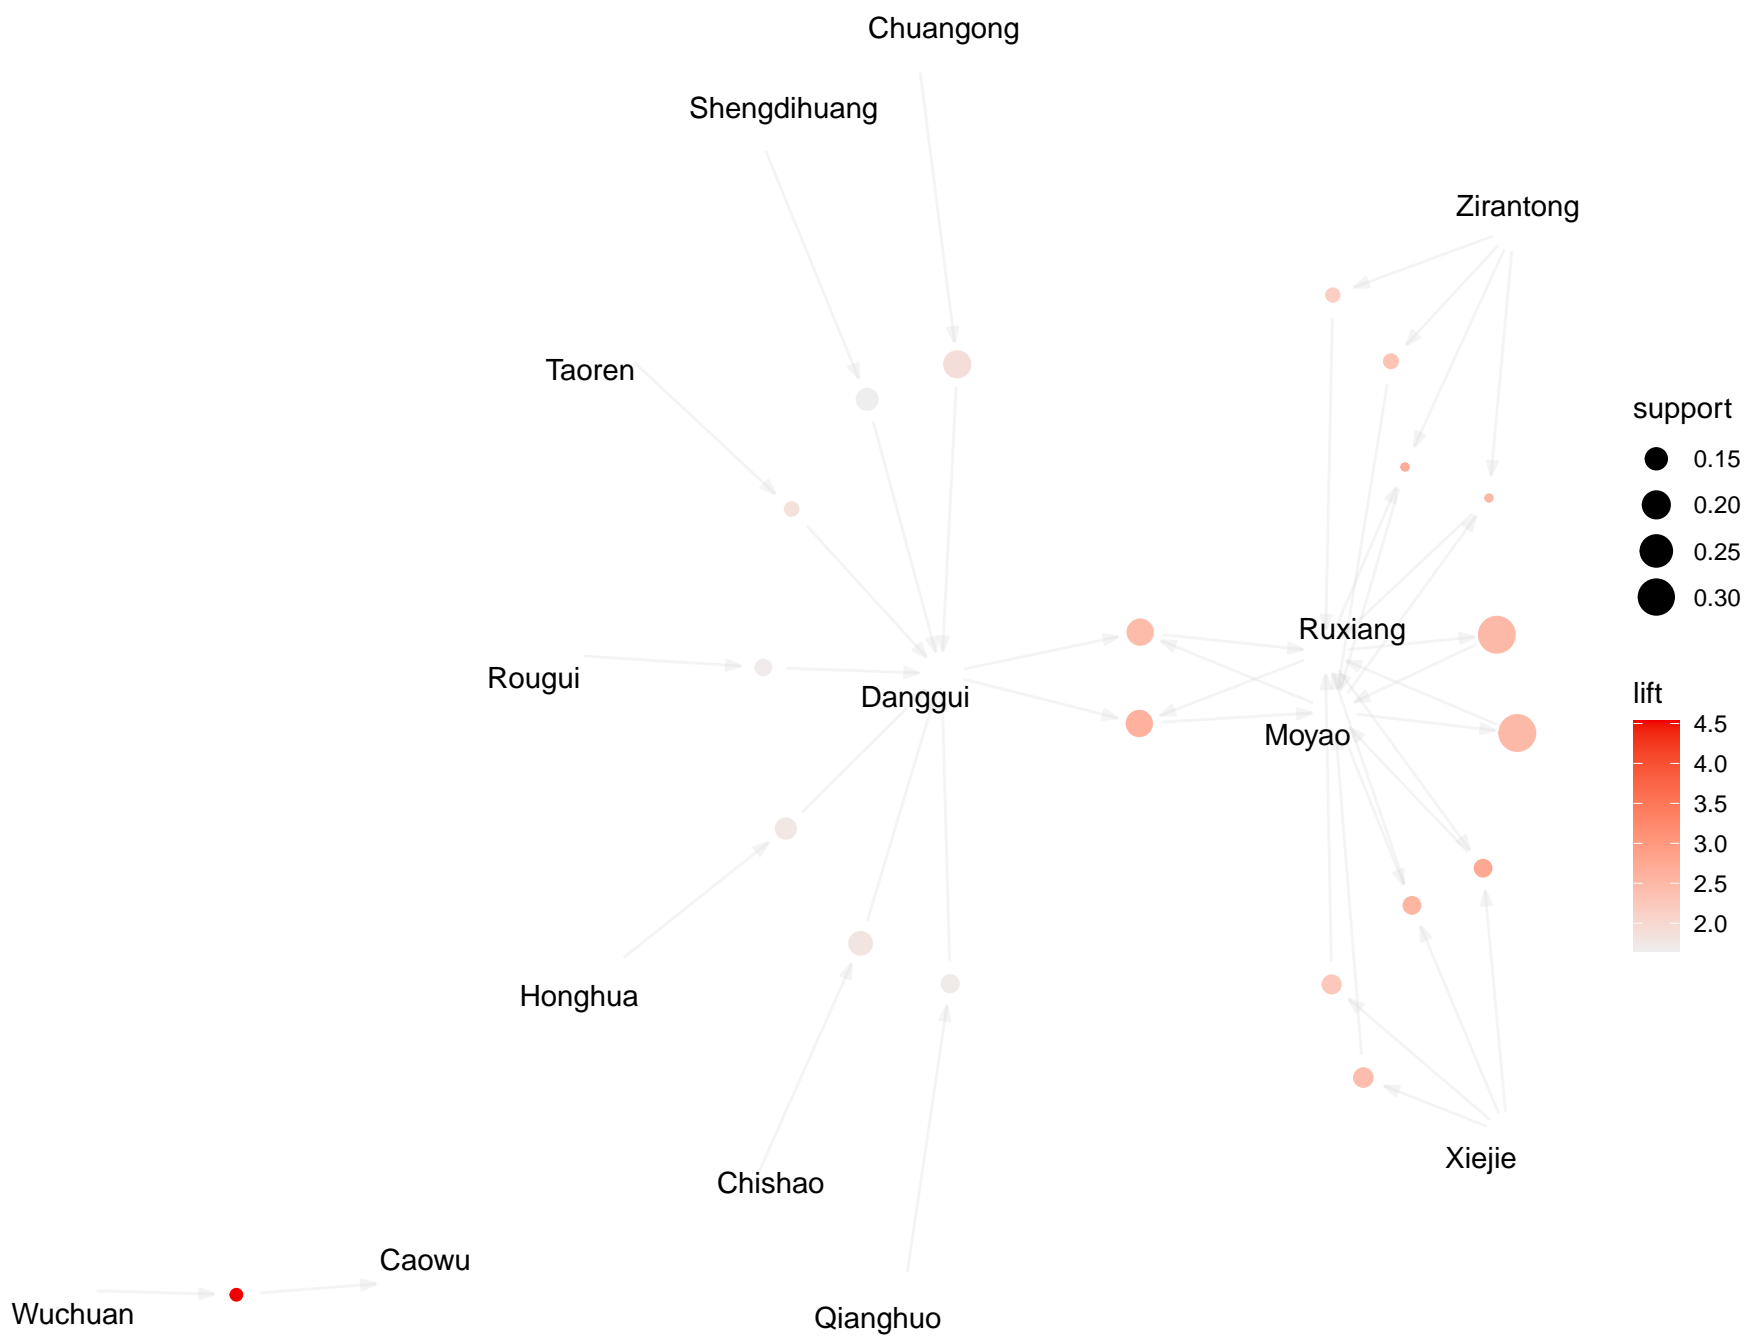 Chuangong
Shengdihuang
Zirantong
Taoren
support
0.15
0.20
0.25
0.30
Ruxiang
Rougui
Danggui
lift
Moyao
4.5
4.0
3.5
3.0
2.5
2.0
Honghua
Xiejie
Chishao
Caowu
Wuchuan
Qianghuo